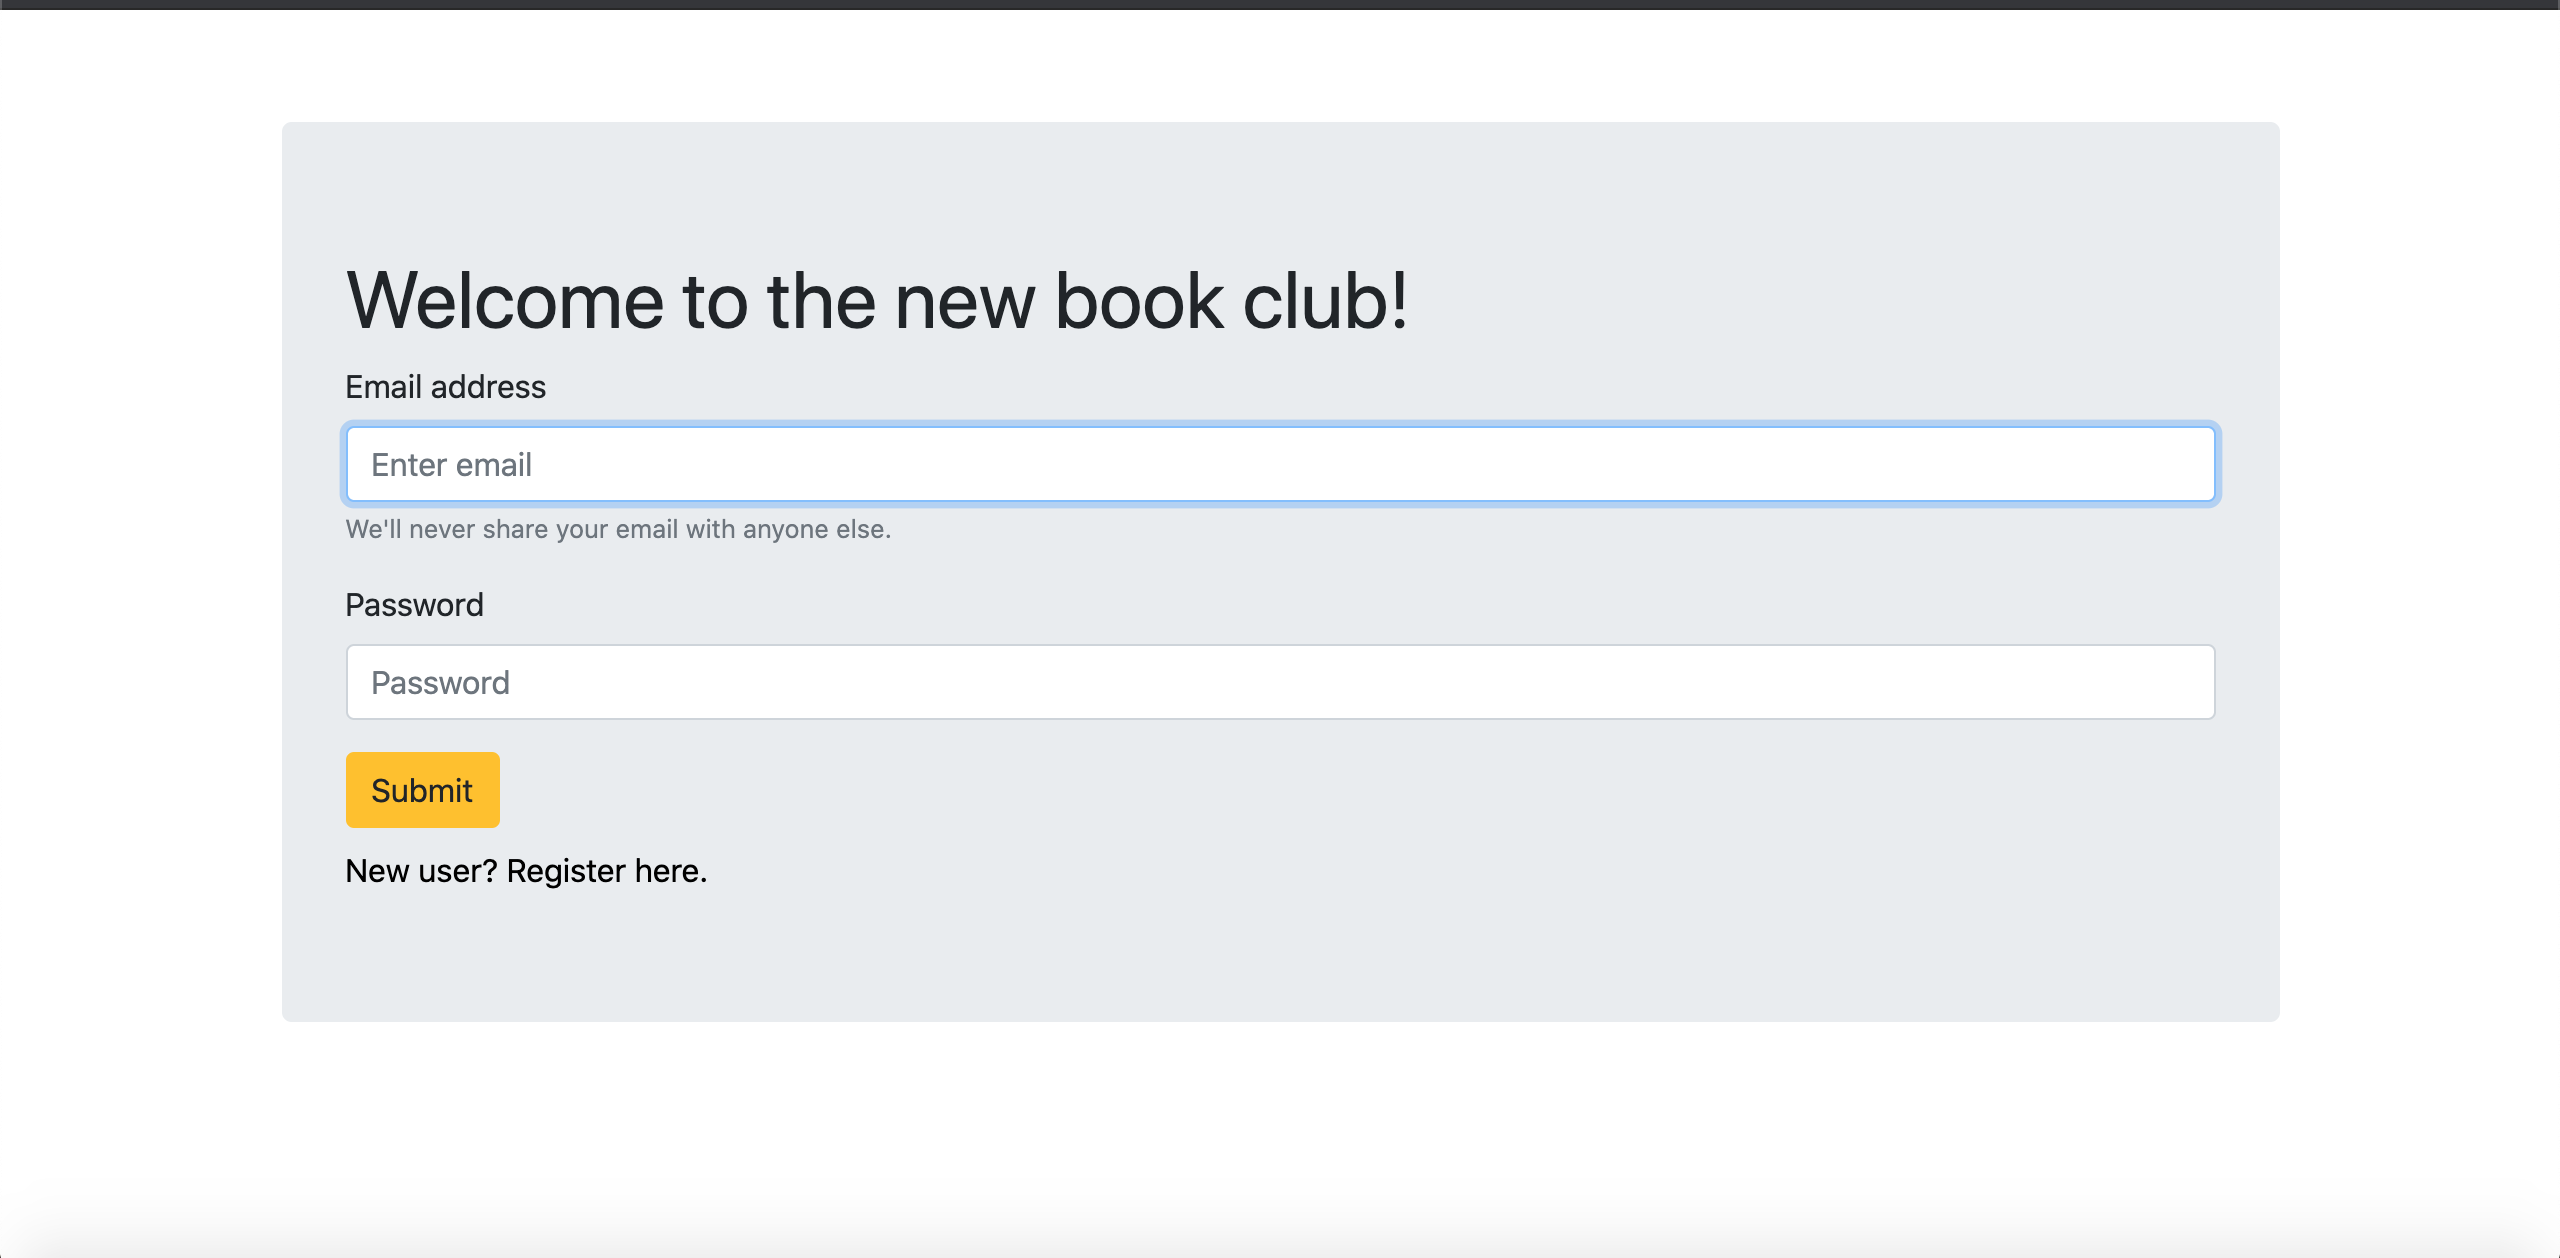 Welcome to the new book club!
Email address
Enter email
We'll never share your email with anyone else.
Password
Password
Submit
New user? Register here.